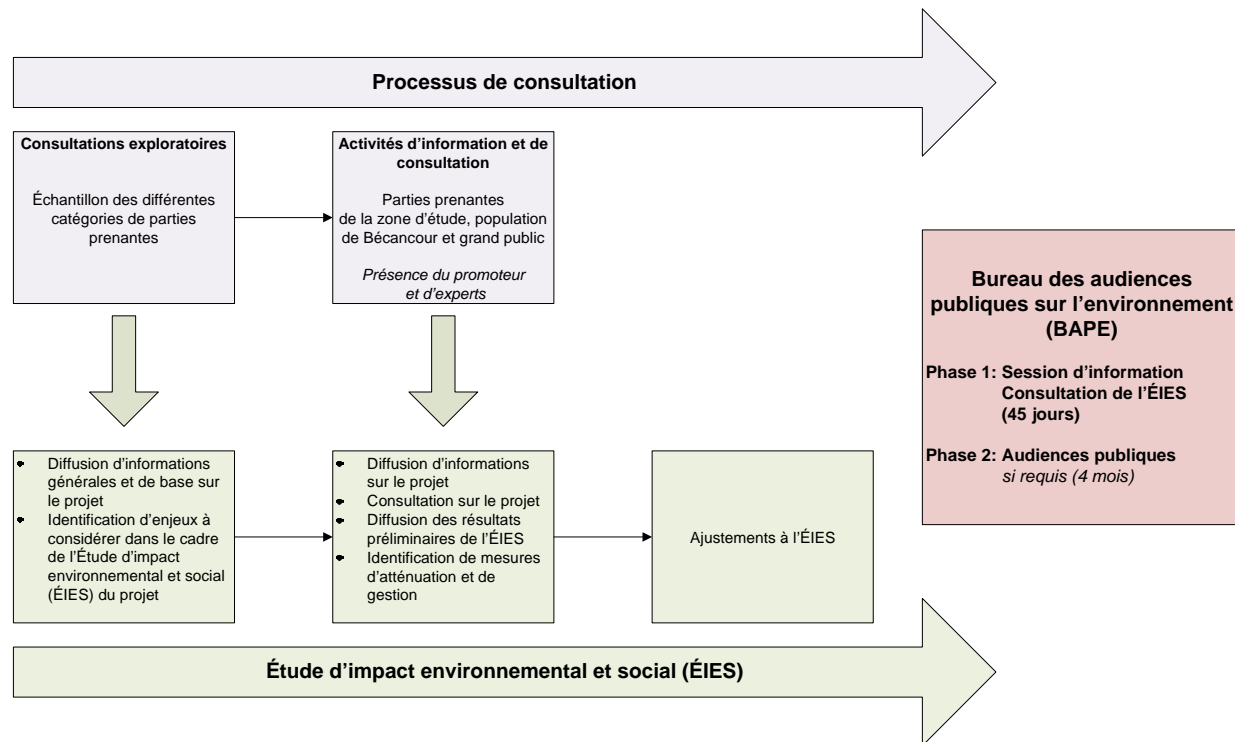 Processus de consultation
Consultations exploratoires
Échantillon des différentes
catégories de parties
prenantes
Activités d’information et de
consultation
Parties prenantes
de la zone d’étude, population
de Bécancour et grand public
Présence du promoteur
et d’experts
Bureau des audiences
publiques sur l’environnement
(BAPE)
Phase 1: Session d’information
Consultation de l’ÉIES
(45 jours)
Phase 2: Audiences publiques
si requis (4 mois)
• Diffusion d’informations
générales et de base sur
le projet
• Identification d’enjeux à
considérer dans le cadre
de l’Étude d’impact
environnemental et social
(ÉIES) du projet
• Diffusion d’informations
sur le projet
• Consultation sur le projet
• Diffusion des résultats
préliminaires de l’ÉIES
• Identification de mesures
d’atténuation et de
gestion
Ajustements à l’ÉIES
Étude d’impact environnemental et social (ÉIES)